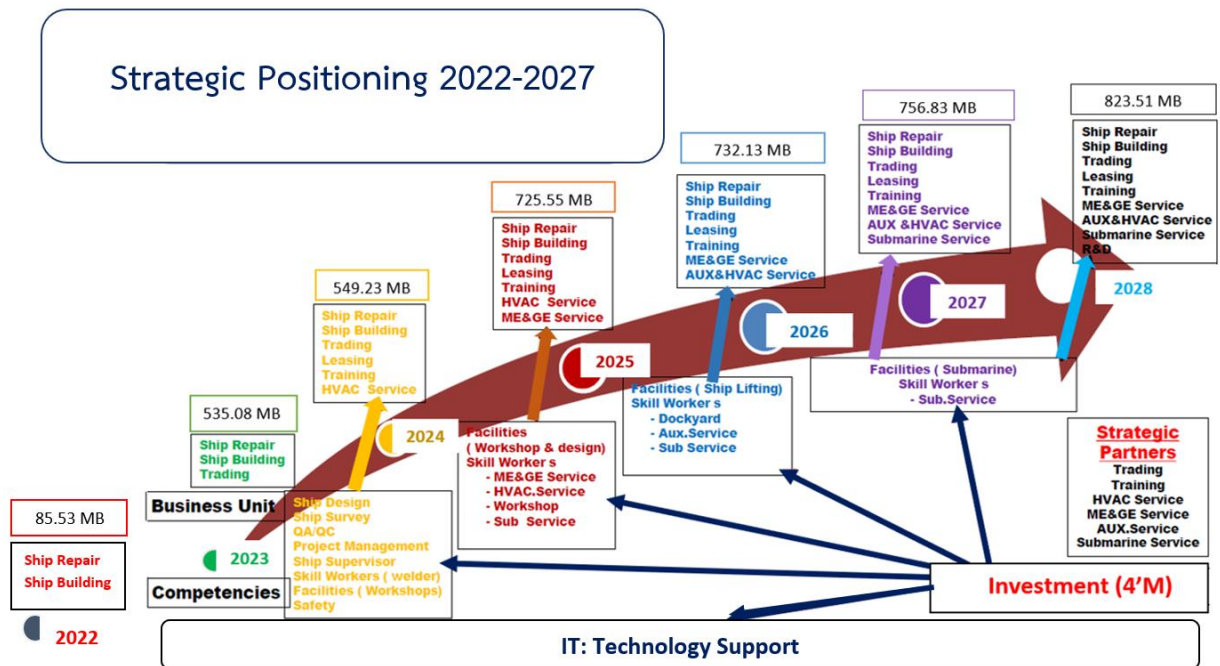 Strategic Positioning 2022-2027
85.53 MB
Ship Repair
Ship Building
2022
535.08 MB
Ship Repair
Ship Building
Trading
Business Unit
2023
Competencies
549.23 MB
Ship Repair
Ship Building
Trading
Leasing
Training
HVAC Service
2024
Ship Design
Ship Survey
QA/QC
Project Management
Ship Supervisor
Skill Workers ( welder)
Facilities ( Workshops)
Safety
725.55 MB
Ship Repair
Ship Building
Trading
Leasing
Training
HVAC Service
ME&GE Service
2025
Facilities
( Workshop & design)
Skill Worker s
- ME&GE Service
- HVAC.Service
- Workshop
- Sub Service
732.13 MB
Ship Repair
Ship Building
Trading
Leasing
Training
ME&GE Service
AUX&HVAC Service
2026
Facilities ( Ship Lifting)
Skill Worker s
- Dockyard
- Aux.Service
- Sub Service
756.83 MB
Ship Repair
Ship Building
Trading
Leasing
Training
ME&GE Service
AUX &HVAC Service
Submarine Service
2027
Facilities ( Submarine)
Skill Worker s
- Sub.Service
823.51 MB
Ship Repair
Ship Building
Trading
Leasing
Training
ME&GE Service
AUX&HVAC Service
Submarine Service
R&D
2028
Strategic
Partners
Trading
Training
HVAC Service
ME&GE Service
AUX.Service
Submarine Service
Investment (4'M)
IT: Technology Support